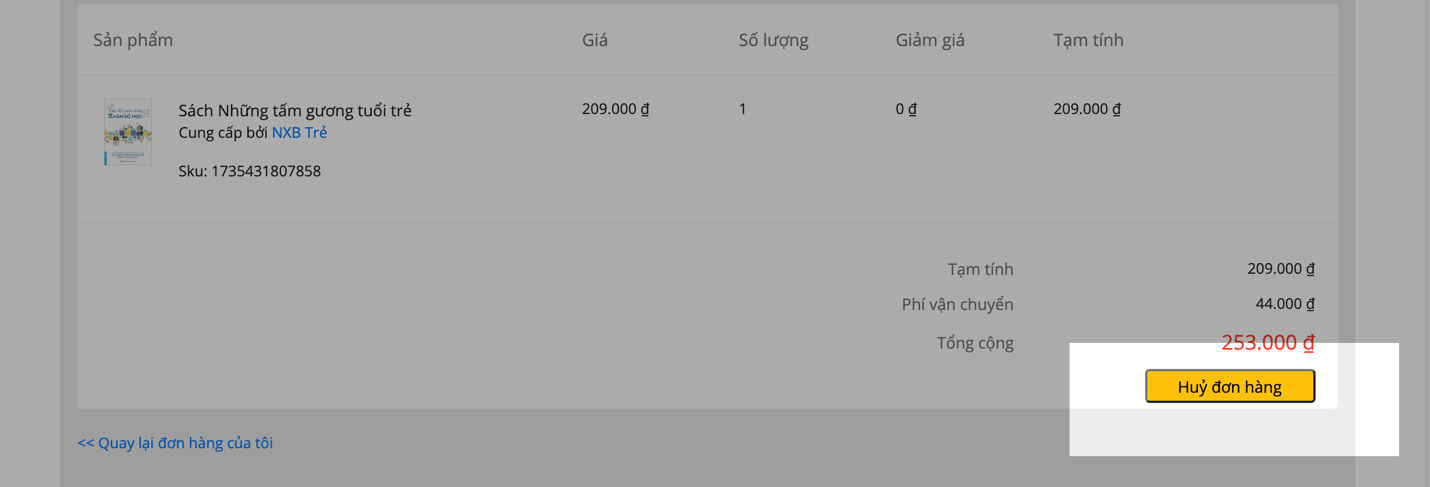 Sản phẩm Giá Số lượng Giảm giá Tạm tính
Sách Những tấm gương tuổi trẻ 209.000 ₫ 1 0 ₫ 209.000 ₫
Cung cấp bởi NXB Trẻ
Sku: 1735431807858
Tạm tính 209.000 ₫
Phí vận chuyển 44.000 ₫
Tổng cộng 253.000 ₫
Huỷ đơn hàng
<< Quay lại đơn hàng của tôi